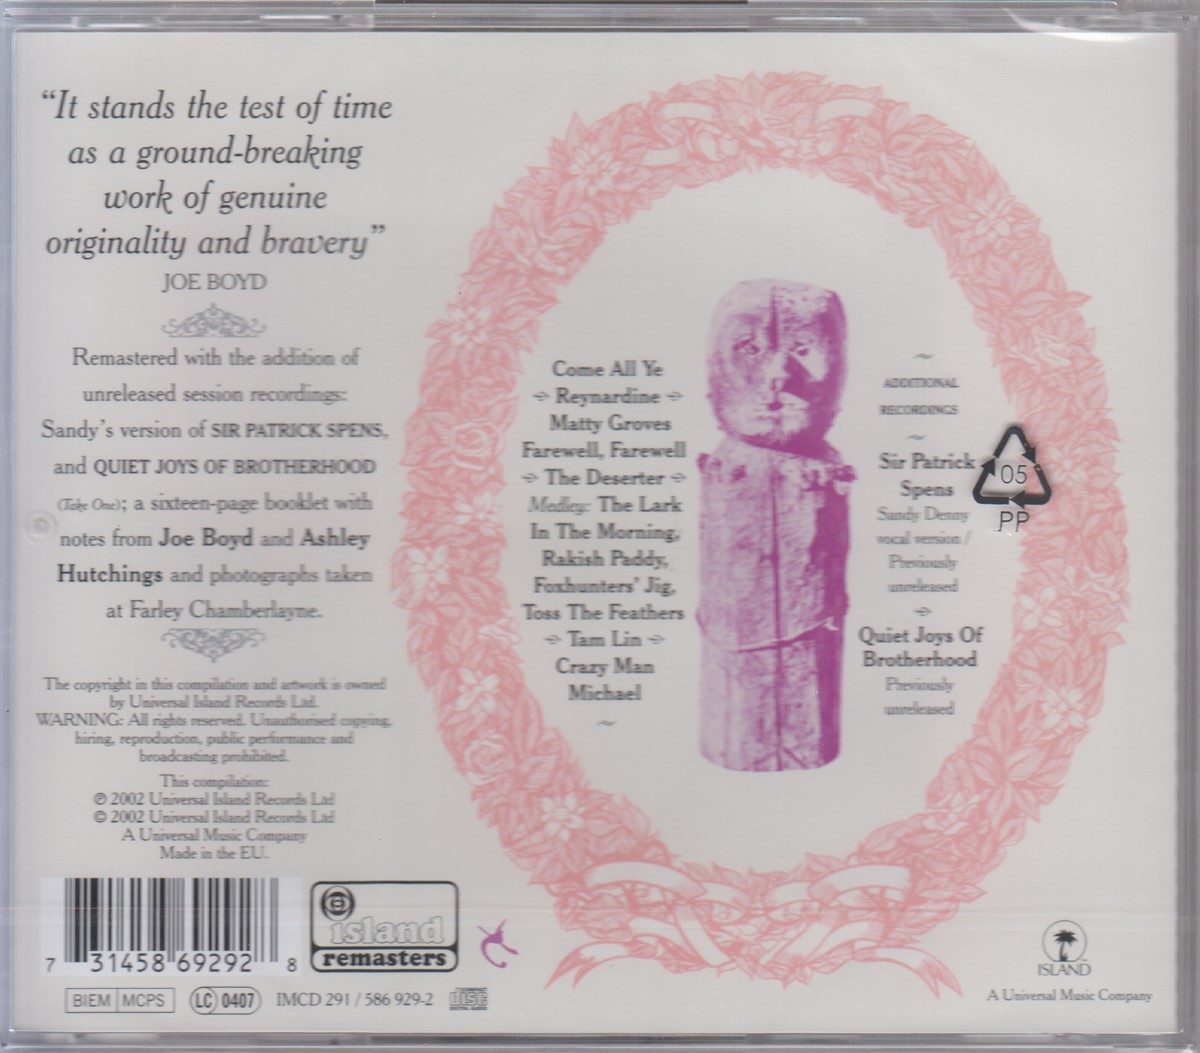 “It stands the test of time
as a ground-breaking
work of genuine
originality and bravery”
JOE BOYD
Remastered with the addition of
unreleased session recordings:
Sandy’s version of SIR PATRICK SPENS,
and QUIET JOYS OF BROTHERHOOD
(Take One); a sixteen-page booklet with
notes from Joe Boyd and Ashley
Hutchings and photographs taken
at Farley Chamberlayne.
The copyright in this compilation and artwork is owned
by Universal Island Records Ltd.
WARNING: All rights reserved. Unauthorised copying,
hiring, reproduction, public performance and
broadcasting prohibited.
This compilation:
℗ 2002 Universal Island Records Ltd
© 2002 Universal Island Records Ltd
A Universal Music Company
Made in the EU.
7 31458 69292 8
island
remasters
BIEM MCPS LC 0407 IMCD 291 / 586 929-2
COMPACT
disc
DIGITAL AUDIO
Come All Ye
Reynardine
Matty Groves
Farewell, Farewell
The Deserter
Medley: The Lark
In The Morning,
Rakish Paddy,
Foxhunters’ Jig,
Toss The Feathers
Tam Lin
Crazy Man
Michael
~
~
ADDITIONAL
RECORDINGS
~
Sir Patrick
Spens
Sandy Denny
vocal version /
Previously
unreleased
Quiet Joys Of
Brotherhood
Previously
unreleased
05
PP
ISLAND™
A Universal Music Company